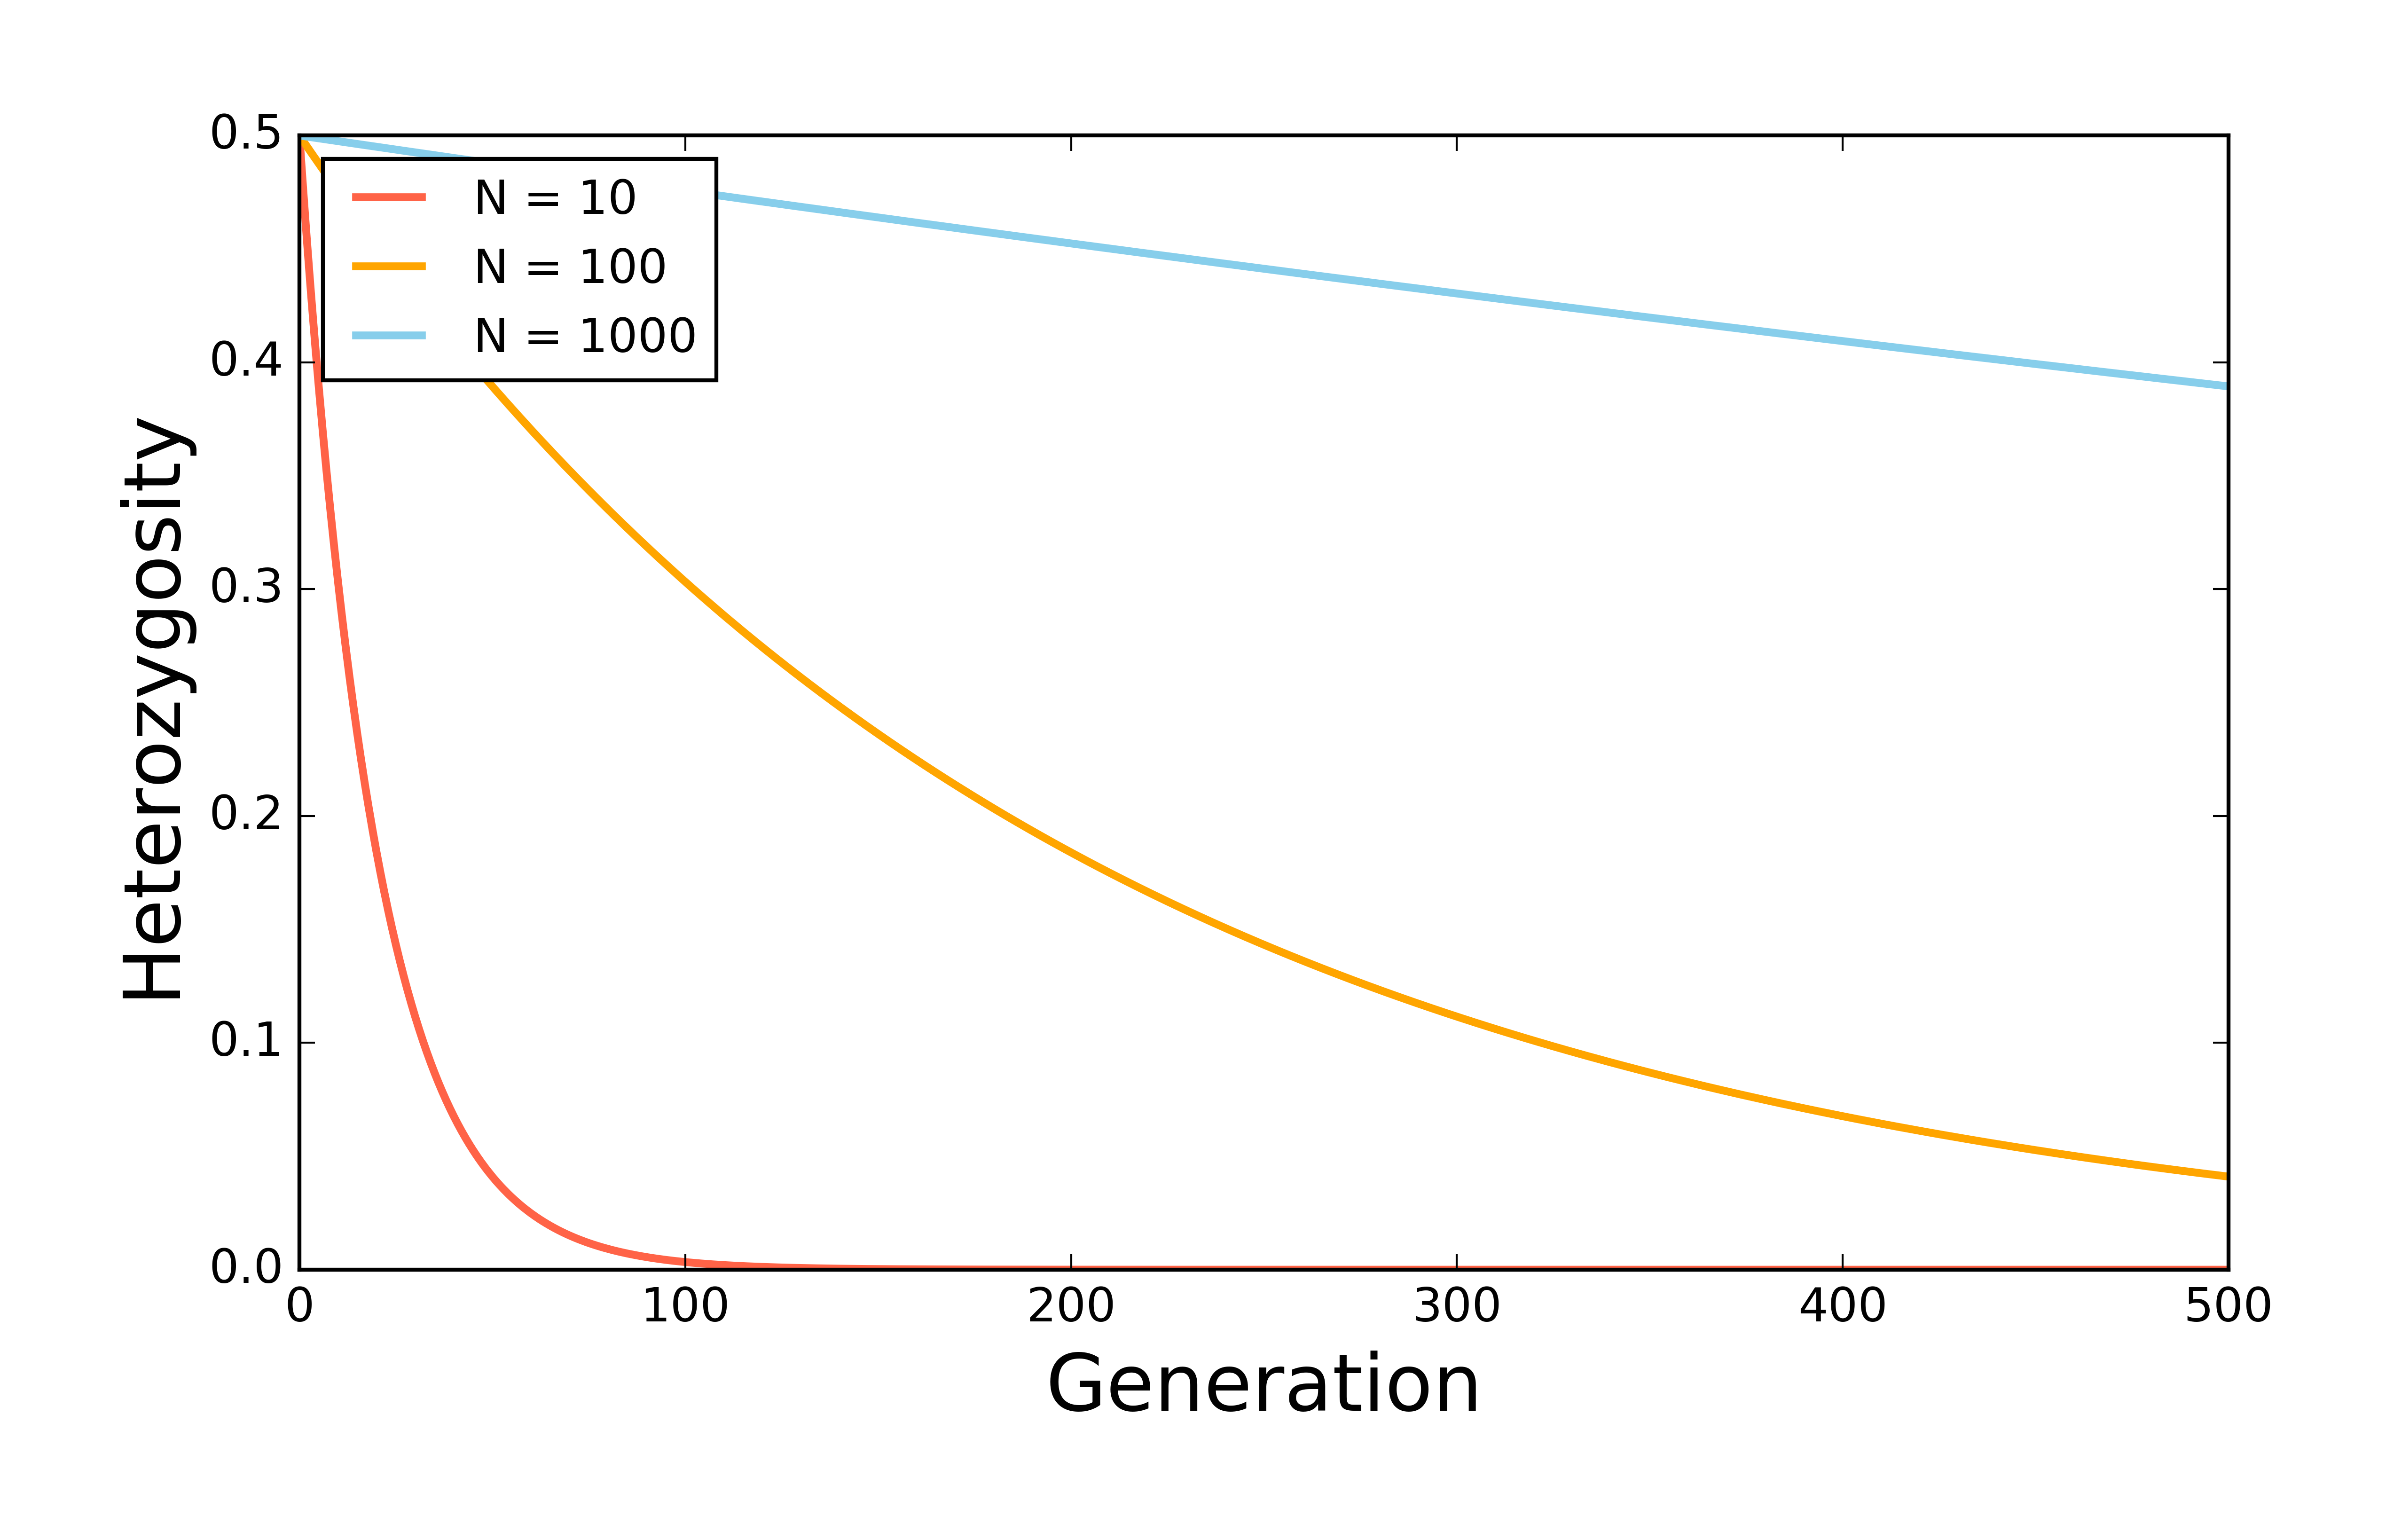 0.5
0.4
0.3
0.2
0.1
0.0
Heterozygosity
N = 10
N = 100
N = 1000
0 100 200 300 400 500
Generation